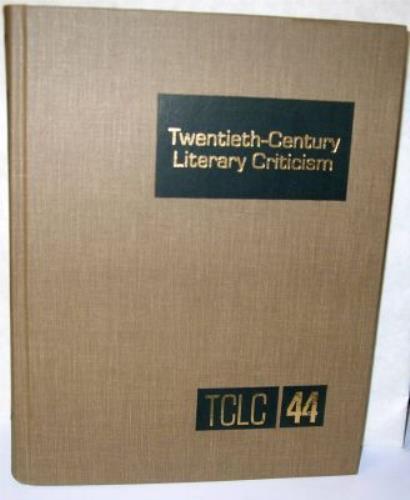 Twentieth-Century
Literary Criticism
TCLC 44